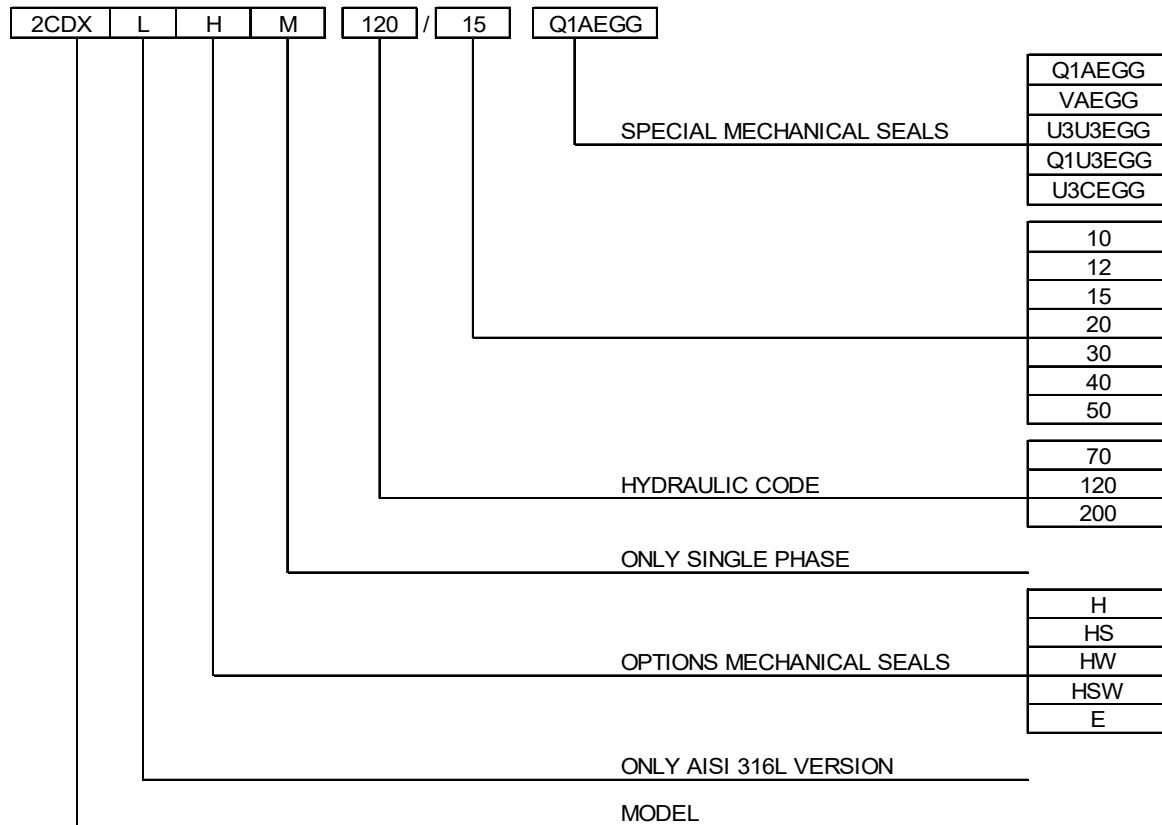 2CDX L H M 120 / 15 Q1AEGG
Q1AEGG
VAEGG
SPECIAL MECHANICAL SEALS U3U3EGG
Q1U3EGG
U3CEGG
10
12
15
20
30
40
50
70
HYDRAULIC CODE 120
200
ONLY SINGLE PHASE
H
HS
OPTIONS MECHANICAL SEALS HW
HSW
E
ONLY AISI 316L VERSION
MODEL